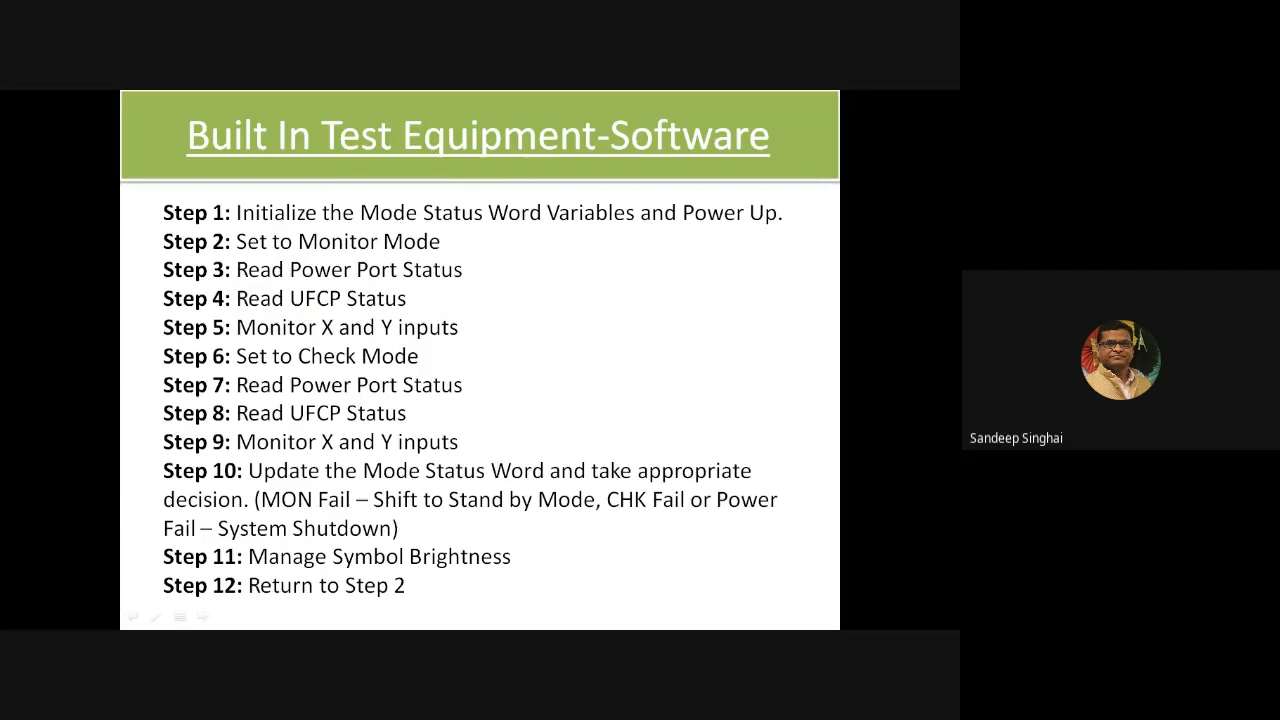 Built In Test Equipment-Software
Step 1: Initialize the Mode Status Word Variables and Power Up.
Step 2: Set to Monitor Mode
Step 3: Read Power Port Status
Step 4: Read UFCP Status
Step 5: Monitor X and Y inputs
Step 6: Set to Check Mode
Step 7: Read Power Port Status
Step 8: Read UFCP Status
Step 9: Monitor X and Y inputs
Step 10: Update the Mode Status Word and take appropriate
decision. (MON Fail – Shift to Stand by Mode, CHK Fail or Power
Fail – System Shutdown)
Step 11: Manage Symbol Brightness
Step 12: Return to Step 2
Sandeep Singhai